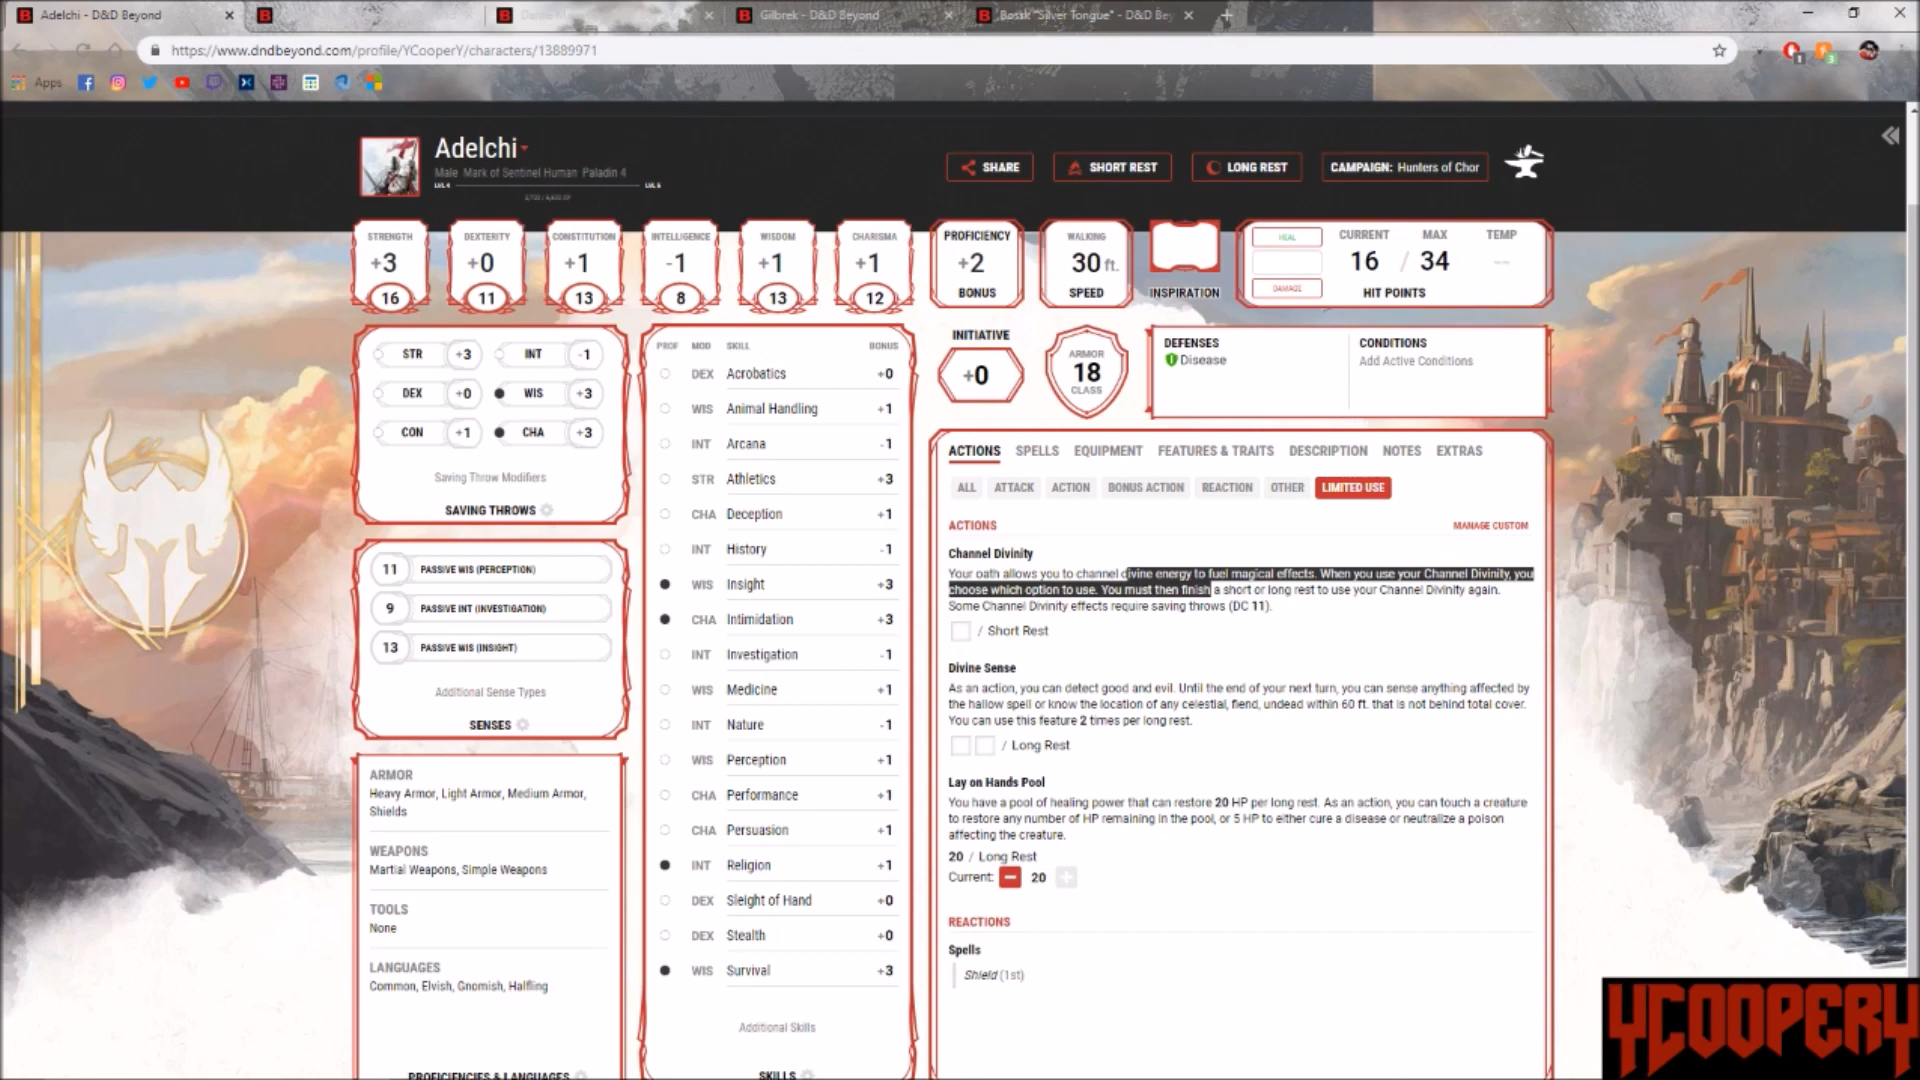 Adelchi - D&D Beyond
Gilbrek - D&D Beyond
Bossk "Silver Tongue" - D&D Bey
https://www.dndbeyond.com/profile/YCooperY/characters/13889971
Apps
Adelchi
Male Mark of Sentinel Human Paladin 4
LVL 4
LVL 5
SHARE
SHORT REST
LONG REST
CAMPAIGN: Hunters of Chor
STRENGTH
+3
16
DEXTERITY
+0
11
CONSTITUTION
+1
13
INTELLIGENCE
-1
8
WISDOM
+1
13
CHARISMA
+1
12
PROFICIENCY
+2
BONUS
WALKING
30 ft.
SPEED
INSPIRATION
HEAL
DAMAGE
CURRENT
16
/
MAX
34
TEMP
--
HIT POINTS
STR +3
INT -1
DEX +0
WIS +3
CON +1
CHA +3
Saving Throw Modifiers
SAVING THROWS
11 PASSIVE WIS (PERCEPTION)
9 PASSIVE INT (INVESTIGATION)
13 PASSIVE WIS (INSIGHT)
Additional Sense Types
SENSES
ARMOR
Heavy Armor, Light Armor, Medium Armor,
Shields
WEAPONS
Martial Weapons, Simple Weapons
TOOLS
None
LANGUAGES
Common, Elvish, Gnomish, Halfling
PROFICIENCIES & LANGUAGES
PROF MOD SKILL BONUS
DEX Acrobatics +0
WIS Animal Handling +1
INT Arcana -1
STR Athletics +3
CHA Deception +1
INT History -1
WIS Insight +3
CHA Intimidation +3
INT Investigation -1
WIS Medicine +1
INT Nature -1
WIS Perception +1
CHA Performance +1
CHA Persuasion +1
INT Religion +1
DEX Sleight of Hand +0
DEX Stealth +0
WIS Survival +3
Additional Skills
SKILLS
INITIATIVE
+0
ARMOR
18
CLASS
DEFENSES
Disease
CONDITIONS
Add Active Conditions
ACTIONS SPELLS EQUIPMENT FEATURES & TRAITS DESCRIPTION NOTES EXTRAS
ALL ATTACK ACTION BONUS ACTION REACTION OTHER LIMITED USE
ACTIONS
MANAGE CUSTOM
Channel Divinity
Your oath allows you to channel divine energy to fuel magical effects. When you use your Channel Divinity, you
choose which option to use. You must then finish a short or long rest to use your Channel Divinity again.
Some Channel Divinity effects require saving throws (DC 11).
/ Short Rest
Divine Sense
As an action, you can detect good and evil. Until the end of your next turn, you can sense anything affected by
the hallow spell or know the location of any celestial, fiend, undead within 60 ft. that is not behind total cover.
You can use this feature 2 times per long rest.
/ Long Rest
Lay on Hands Pool
You have a pool of healing power that can restore 20 HP per long rest. As an action, you can touch a creature
to restore any number of HP remaining in the pool, or 5 HP to either cure a disease or neutralize a poison
affecting the creature.
20 / Long Rest
Current: 20
REACTIONS
Spells
Shield (1st)
YCOOPERY